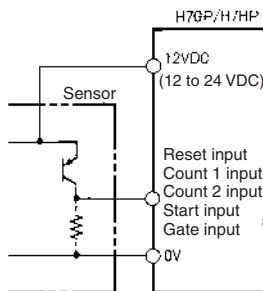 H7GP/H7HP
12VDC
(12 to 24 VDC)
Sensor
Reset input
Count 1 input
Count 2 input
Start input
Gate input
0V